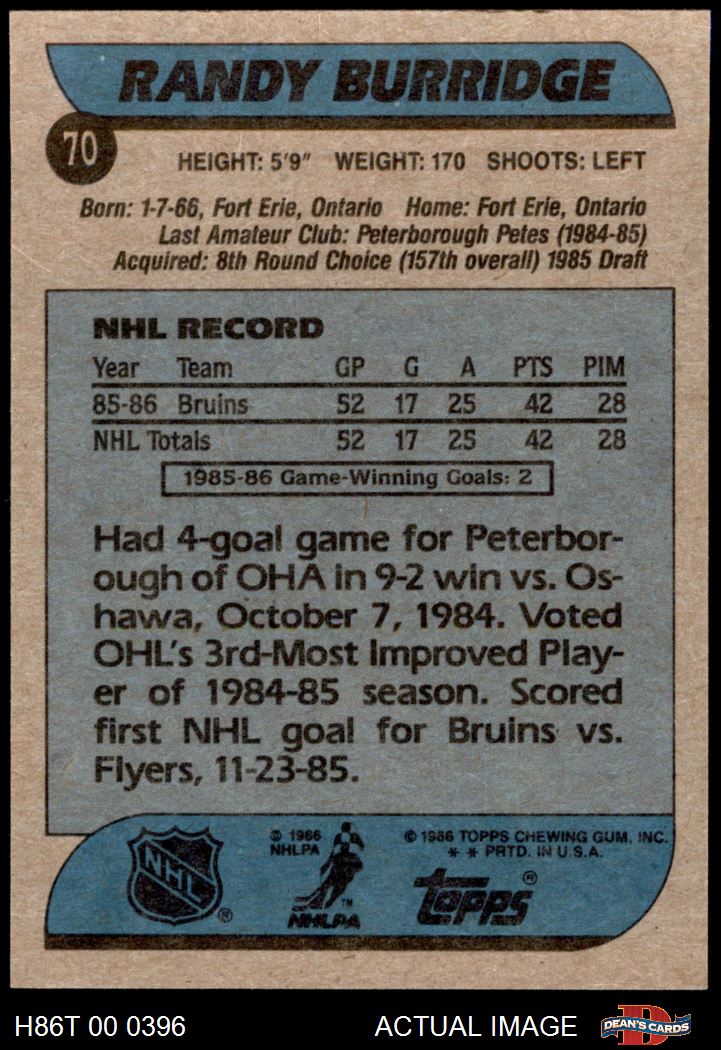 RANDY BURRIDGE
70
HEIGHT: 5'9" WEIGHT: 170 SHOOTS: LEFT
Born: 1-7-66, Fort Erie, Ontario Home: Fort Erie, Ontario
Last Amateur Club: Peterborough Petes (1984-85)
Acquired: 8th Round Choice (157th overall) 1985 Draft
NHL RECORD
Year Team GP G A PTS PIM
85-86 Bruins 52 17 25 42 28
NHL Totals 52 17 25 42 28
1985-86 Game-Winning Goals: 2
Had 4-goal game for Peterbor-
ough of OHA in 9-2 win vs. Os-
hawa, October 7, 1984. Voted
OHL's 3rd-Most Improved Play-
er of 1984-85 season. Scored
first NHL goal for Bruins vs.
Flyers, 11-23-85.
NHL ®
© 1986
NHLPA
TM
NHLPA
© 1986 TOPPS CHEWING GUM, INC.
* * PRTD. IN U.S.A.
topps ®
H86T 00 0396 ACTUAL IMAGE
D
DEAN'S CARDS